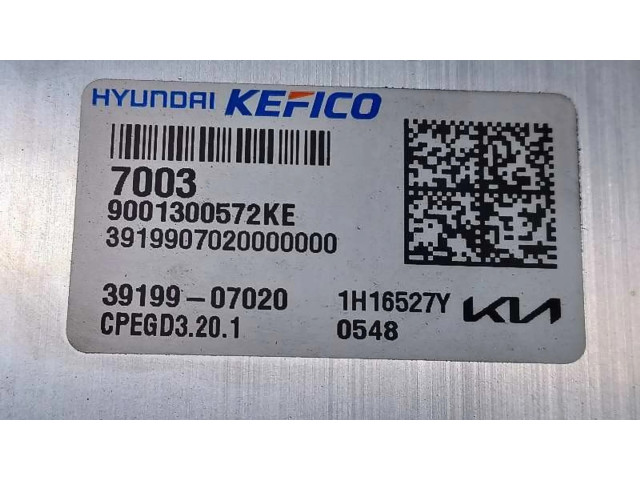 HYUNDAI KEFICO
7003
9001300572KE
3919907020000000
39199-07020 1H16527Y KIA
CPEGD3.20.1 0548